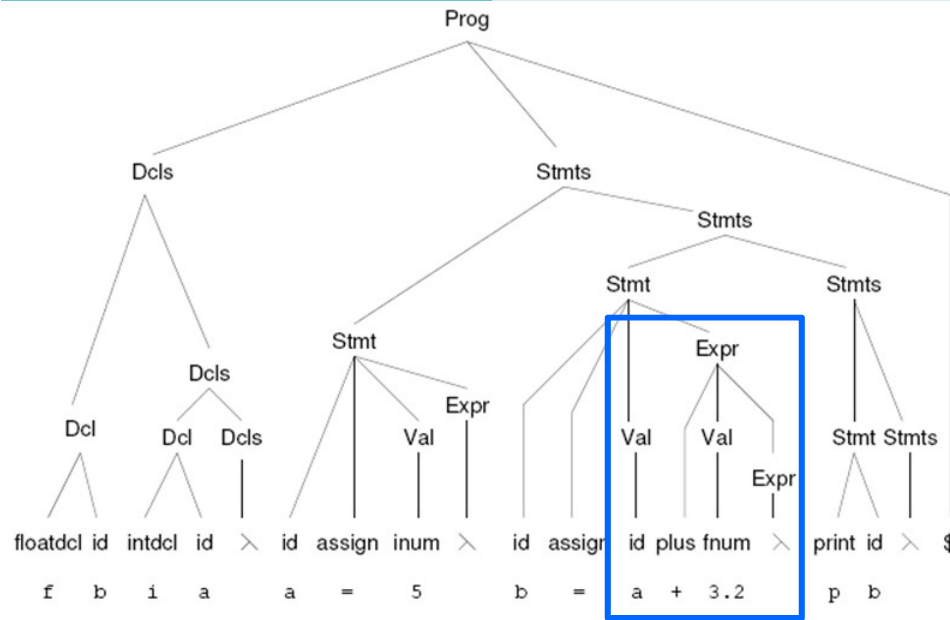 Prog
Dcls Stmts
Stmts
Stmt Stmts
Stmt Expr
Dcls
Expr
Dcl Dcl Dcls Val Val Val Stmt Stmts
Expr
floatdcl id intdcl id λ id assign inum λ id assign id plus fnum λ print id λ $
f b i a a = 5 b = a + 3.2 p b